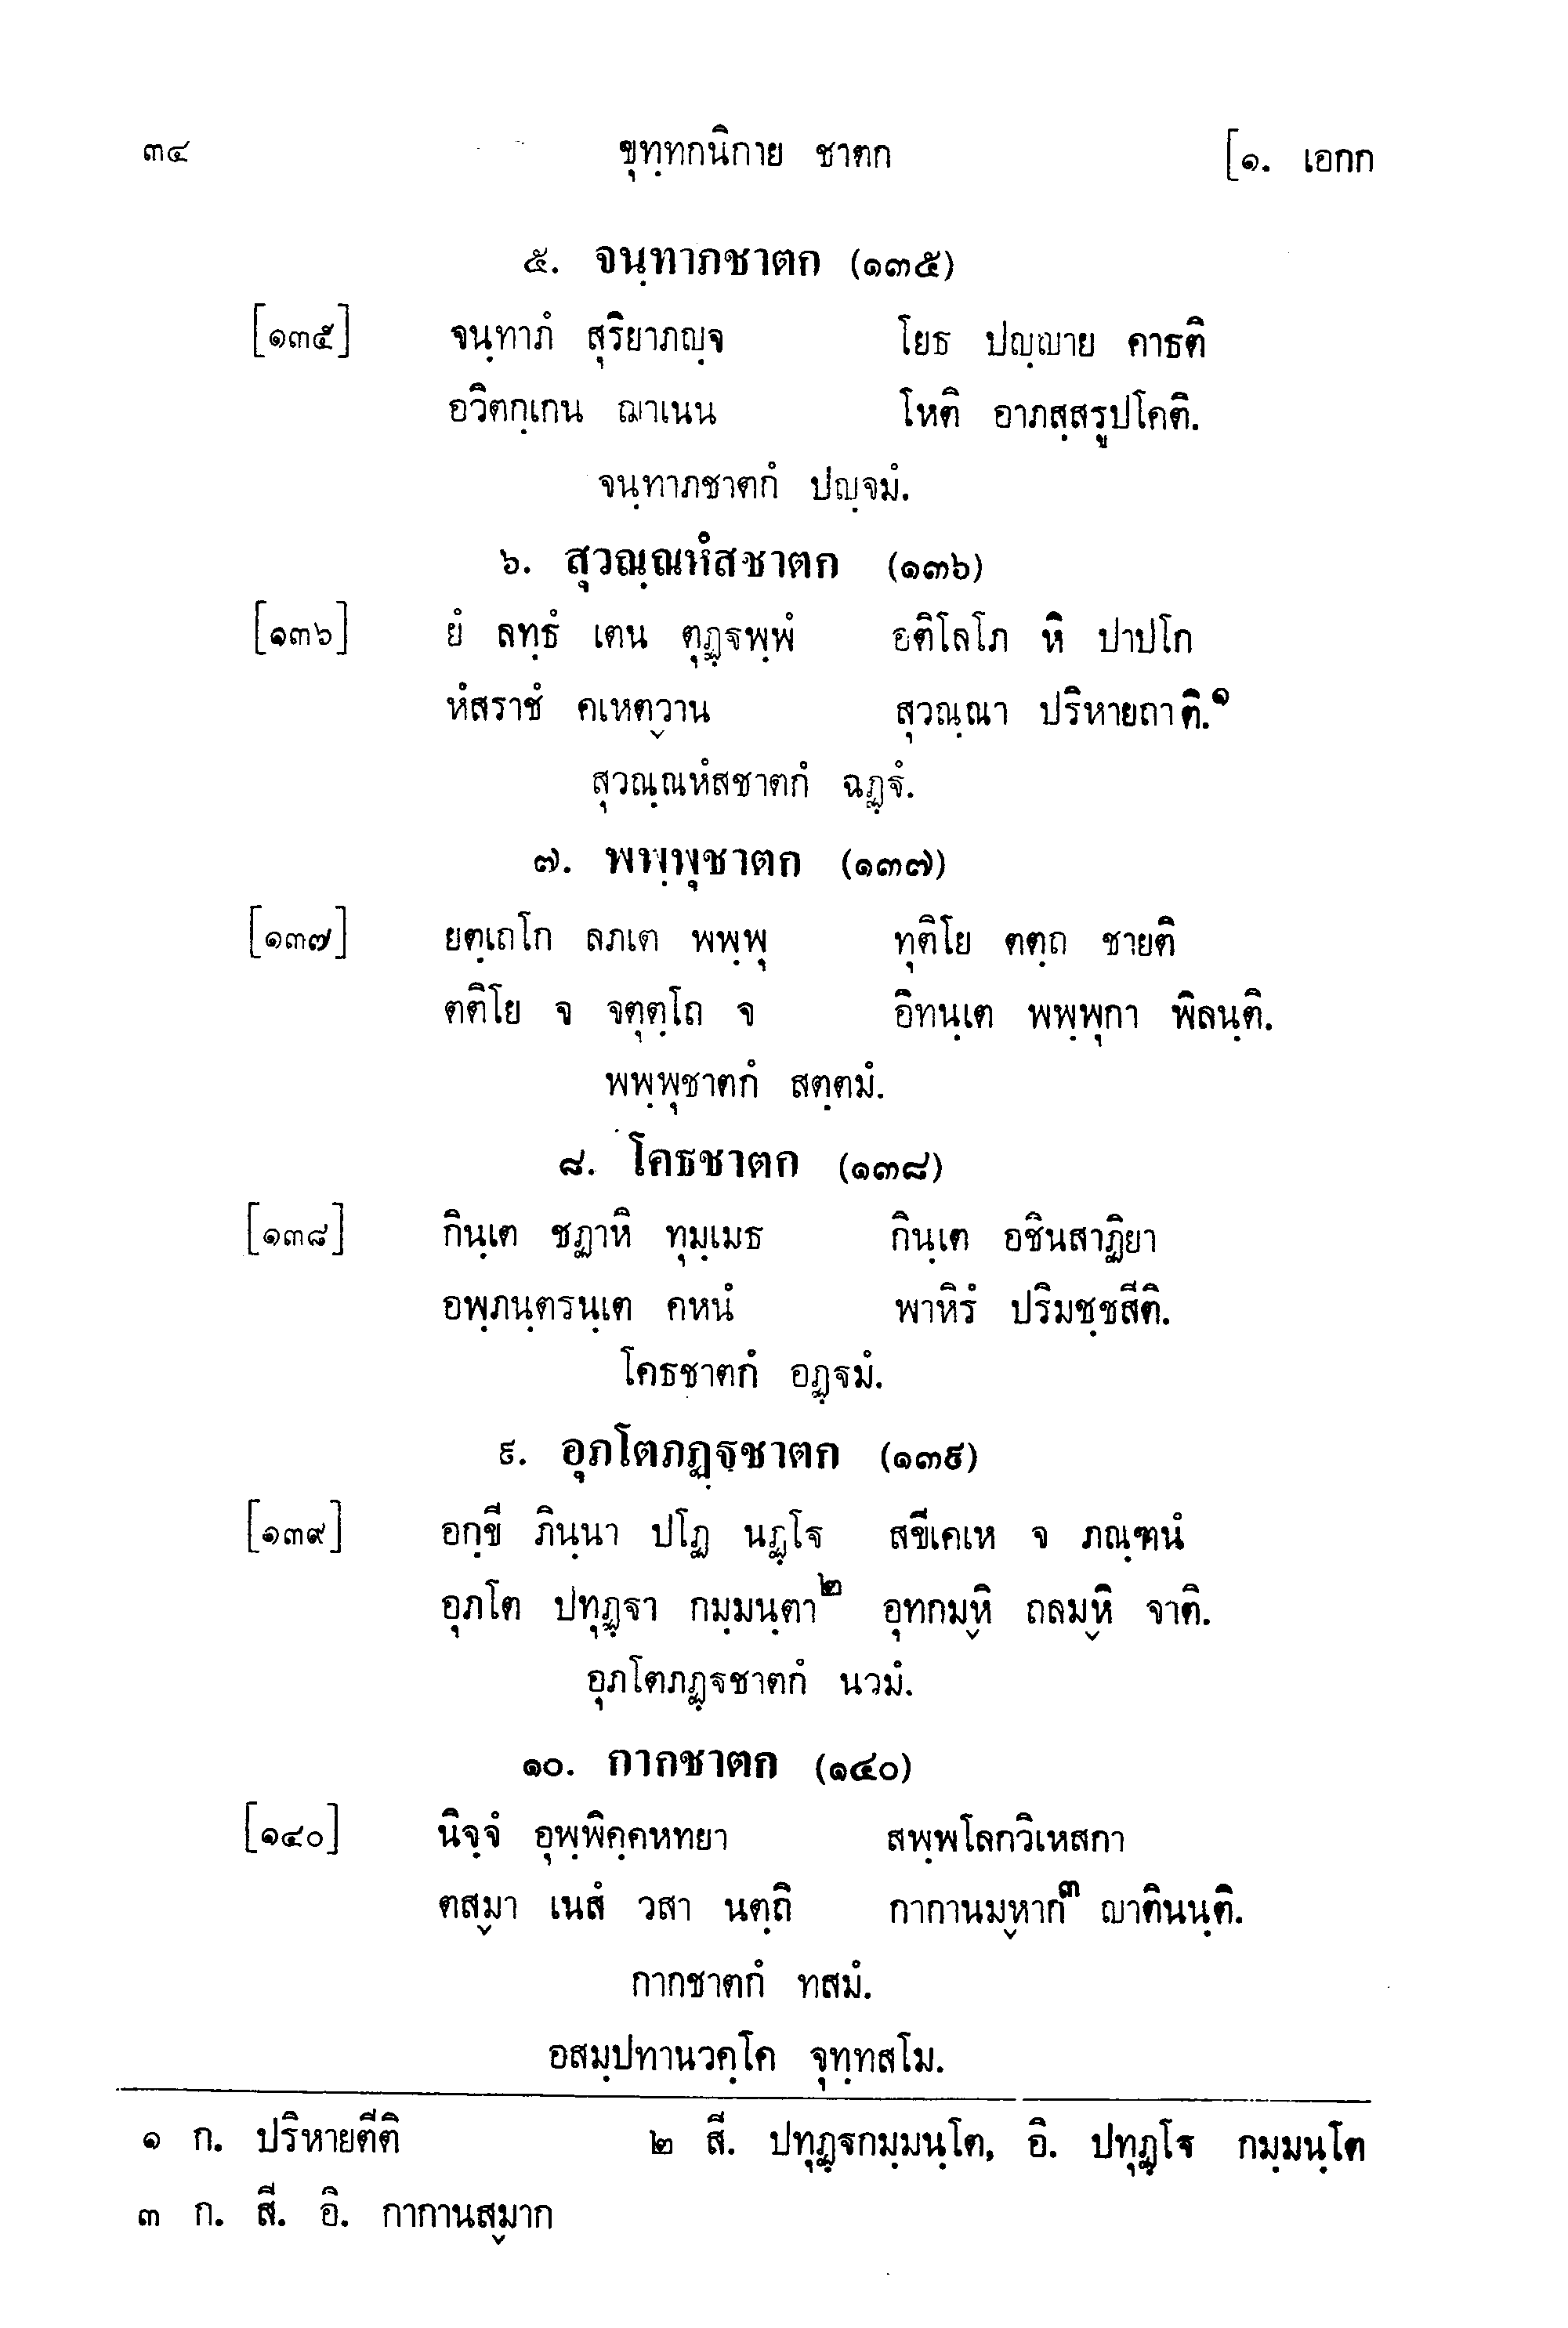 ๓๔ ขุทฺทกนิกาย ชาตก [๑. เอกก
๕. จนฺทาภชาตก (๑๓๕)
[๑๓๕] จนฺทาภํ สุริยาภญฺจ โยธ ปญฺญาย คาธติ
อวิตกฺเกน ฌาเนน โหติ อาภสฺสรูปโคติ.
จนฺทาภชาตกํ ปญฺจมํ.
๖. สุวณฺณหํสชาตก (๑๓๖)
[๑๓๖] ยํ ลทฺธํ เตน ตุฏฺฐพฺพํ อติโลโภ หิ ปาปโก
หํสราชํ คเหตฺวาน สุวณฺณา ปริหายถาติ.๑
สุวณฺณหํสชาตกํ ฉฏฺฐํ.
๗. พพฺพุชาตก (๑๓๗)
[๑๓๗] ยตฺเถโก ลภเต พพฺพุ ทุติโย ตตฺถ ชายติ
ตติโย จ จตุตฺโถ จ อิทนฺเต พพฺพุกา พิลนฺติ.
พพฺพุชาตกํ สตฺตมํ.
๘. โคธชาตก (๑๓๘)
[๑๓๘] กินฺเต ชฏาหิ ทุมฺเมธ กินฺเต อชินสาฏิยา
อพฺภนฺตรนฺเต คหนํ พาหิรํ ปริมชฺชสีติ.
โคธชาตกํ อฏฺฐมํ.
๙. อุภโตภฏฺฐชาตก (๑๓๙)
[๑๓๙] อกฺขี ภินฺนา ปโฏ นฏฺโฐ สขีเคเห จ ภณฺฑนํ
อุภโต ปทุฏฺฐา กมฺมนฺตา๒ อุทกมฺหิ ถลมฺหิ จาติ.
อุภโตภฏฺฐชาตกํ นวมํ.
๑๐. กากชาตก (๑๔๐)
[๑๔๐] นิจฺจํ อุพฺพิคฺคหทยา สพฺพโลกวิเหสกา
ตสฺมา เนสํ วสา นตฺถิ กากานมฺหากํ๓ ญาตินนฺติ.
กากชาตกํ ทสมํ.
อสมฺปทานวคฺโค จุทฺทสโม.
๑ ก. ปริหายตีติ ๒ สี. ปทุฏฺฐกมฺมนฺโต, อิ. ปทุฏฺโฐ กมฺมนฺโต
๓ ก. สี. อิ. กากานสฺมาก